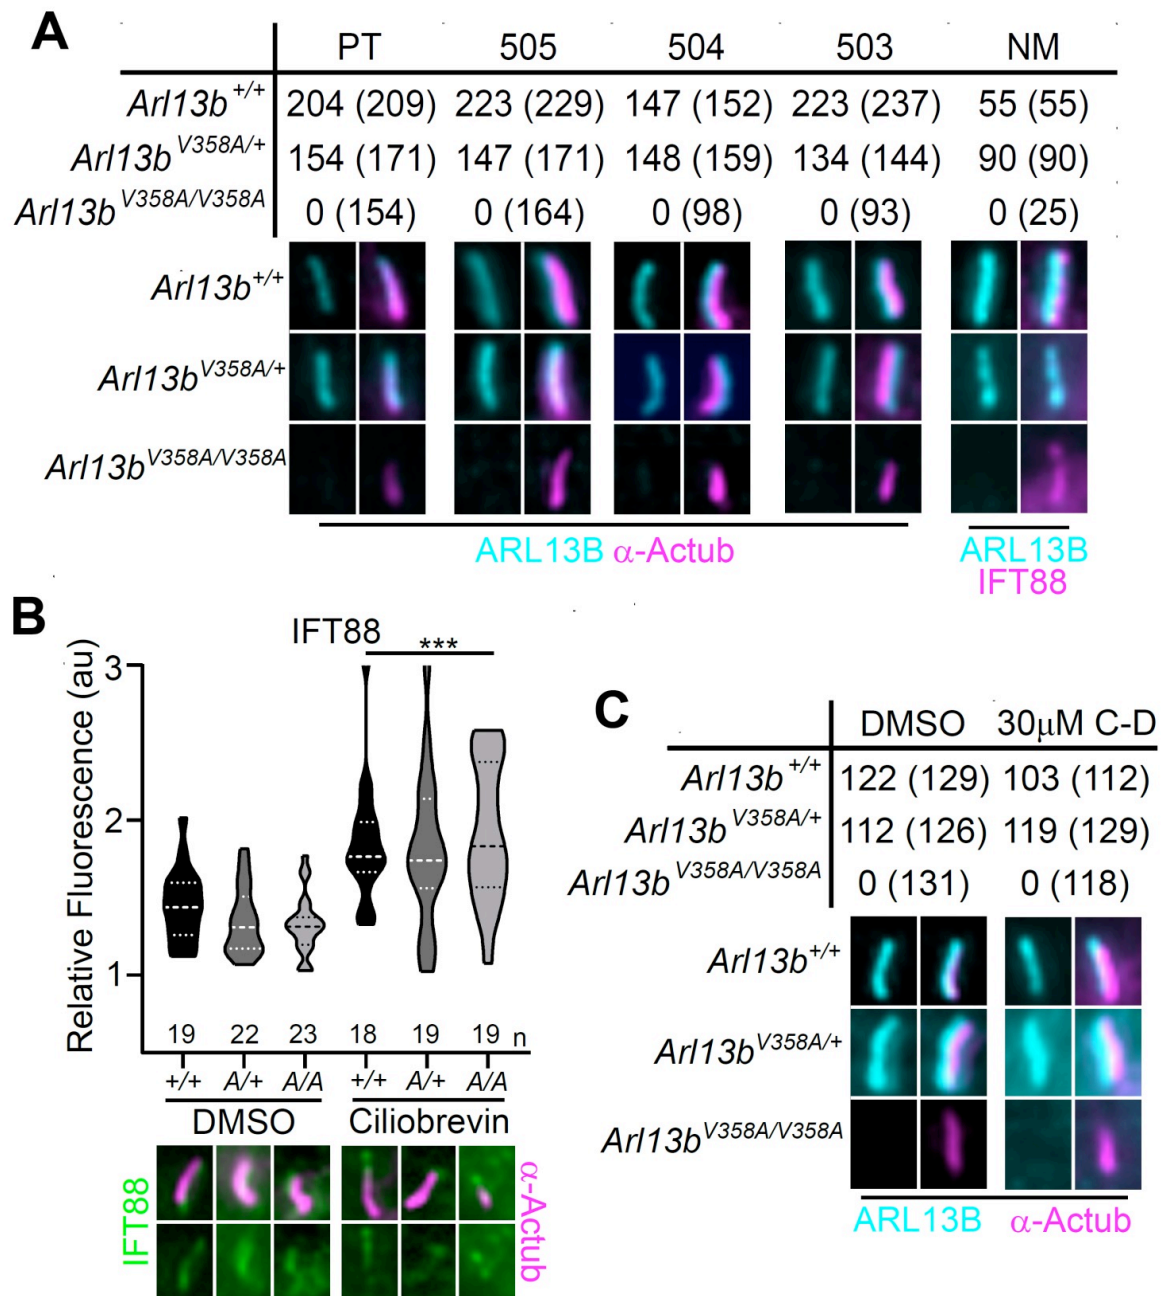 A
PT 505 504 503 NM
Arl13b+/+ 204 (209) 223 (229) 147 (152) 223 (237) 55 (55)
Arl13bV358A/+ 154 (171) 147 (171) 148 (159) 134 (144) 90 (90)
Arl13bV358A/V358A 0 (154) 0 (164) 0 (98) 0 (93) 0 (25)
Arl13b+/+
Arl13bV358A/+
Arl13bV358A/V358A
ARL13B α-Actub
ARL13B
IFT88
B
IFT88
***
Relative Fluorescence (au)
3
2
1
19 22 23 18 19 19 n
+/+ A/+ A/A +/+ A/+ A/A
DMSO Ciliobrevin
IFT88
α-Actub
C
DMSO 30μM C-D
Arl13b+/+ 122 (129) 103 (112)
Arl13bV358A/+ 112 (126) 119 (129)
Arl13bV358A/V358A 0 (131) 0 (118)
Arl13b+/+
Arl13bV358A/+
Arl13bV358A/V358A
ARL13B α-Actub